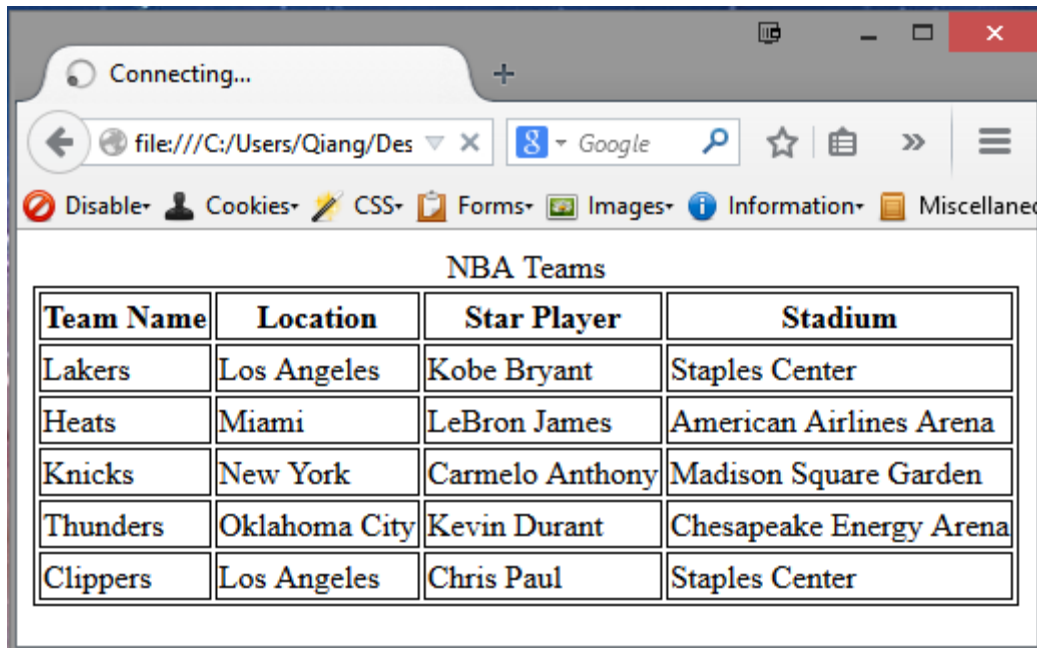 Connecting...
file:///C:/Users/Qiang/Des
8 Google
Disable Cookies CSS Forms Images Information Miscellaneo
NBA Teams
Team Name Location Star Player Stadium
Lakers Los Angeles Kobe Bryant Staples Center
Heats Miami LeBron James American Airlines Arena
Knicks New York Carmelo Anthony Madison Square Garden
Thunders Oklahoma City Kevin Durant Chesapeake Energy Arena
Clippers Los Angeles Chris Paul Staples Center